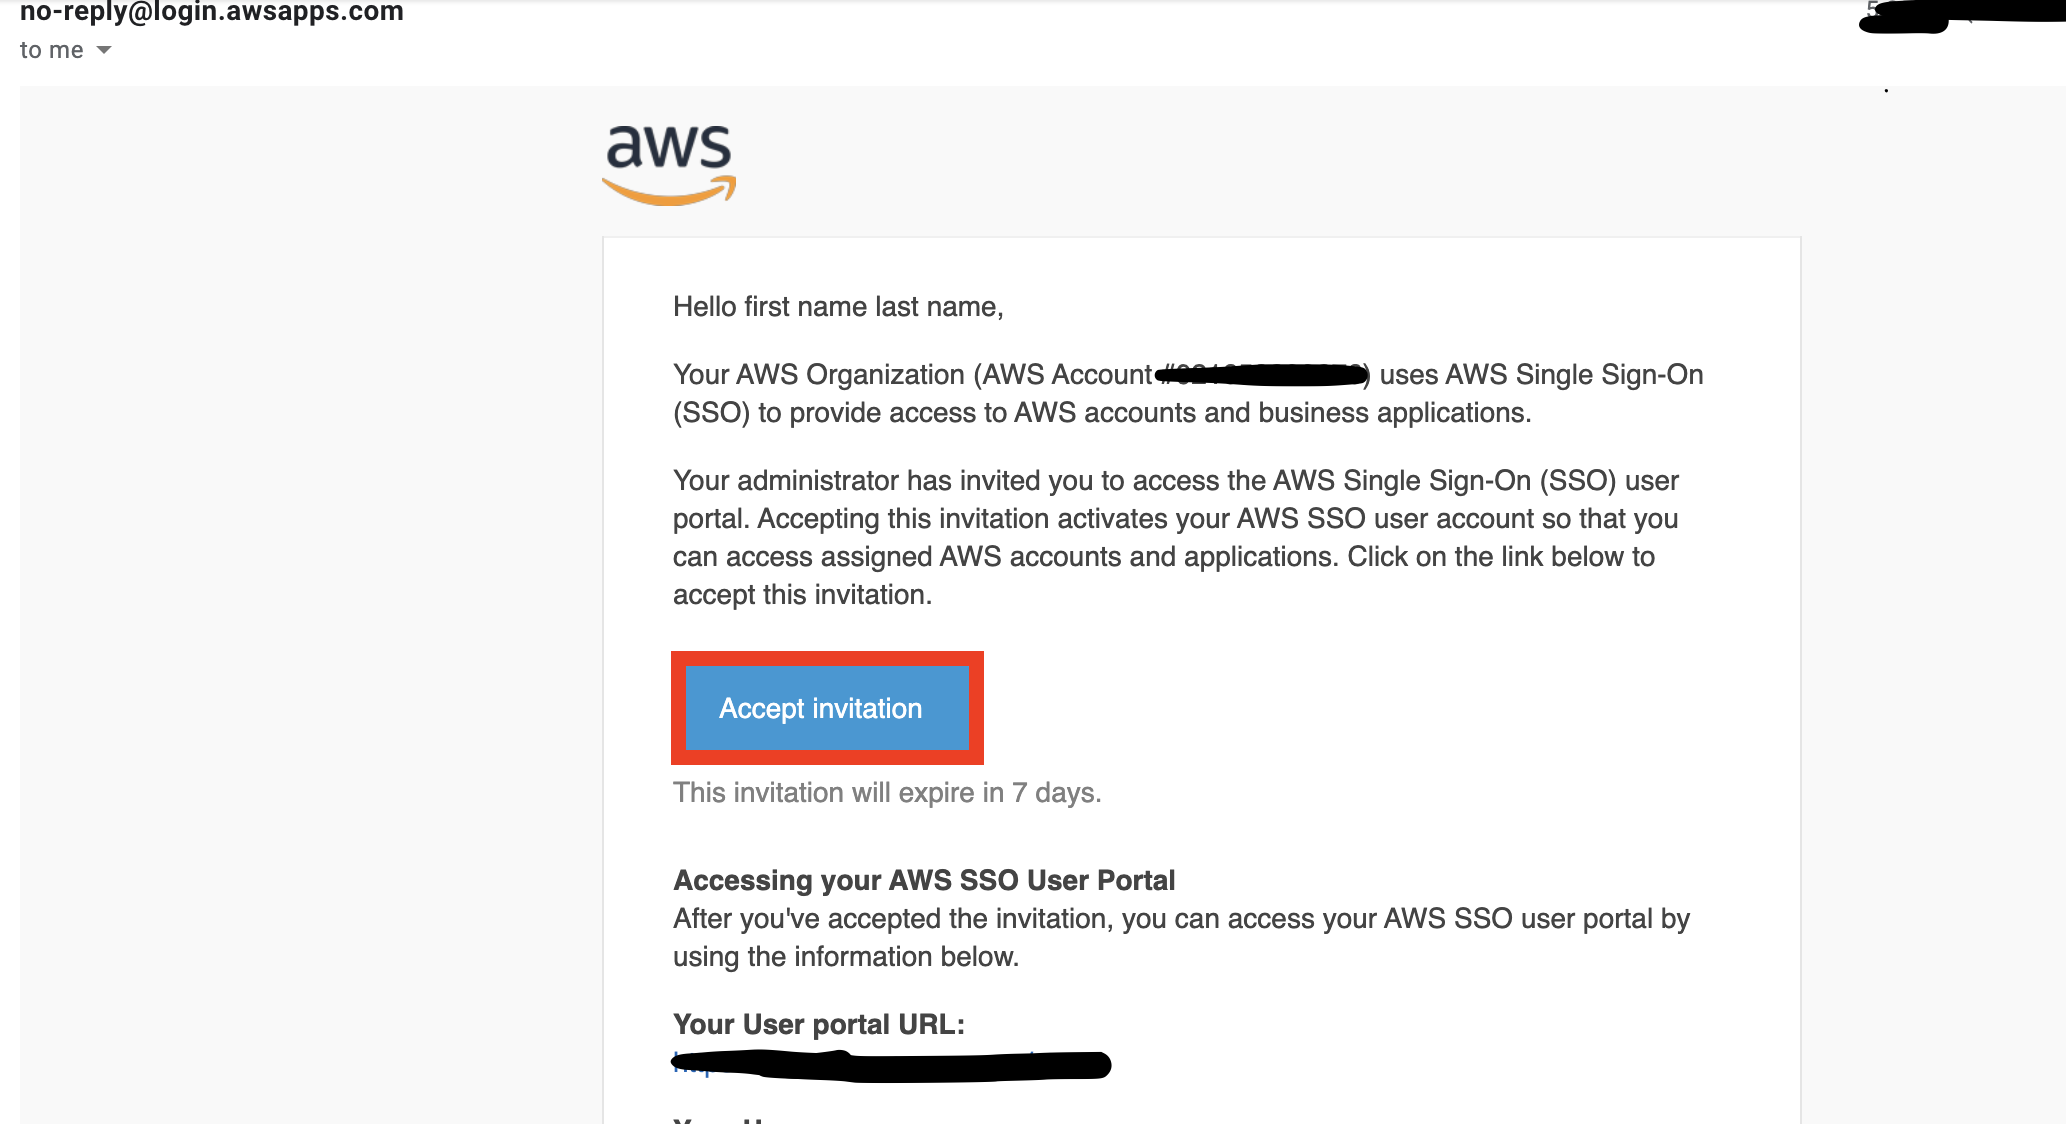 no-reply@login.awsapps.com
to me
aws
Hello first name last name,
Your AWS Organization (AWS Account ) uses AWS Single Sign-On
(SSO) to provide access to AWS accounts and business applications.
Your administrator has invited you to access the AWS Single Sign-On (SSO) user
portal. Accepting this invitation activates your AWS SSO user account so that you
can access assigned AWS accounts and applications. Click on the link below to
accept this invitation.
Accept invitation
This invitation will expire in 7 days.
Accessing your AWS SSO User Portal
After you've accepted the invitation, you can access your AWS SSO user portal by
using the information below.
Your User portal URL: